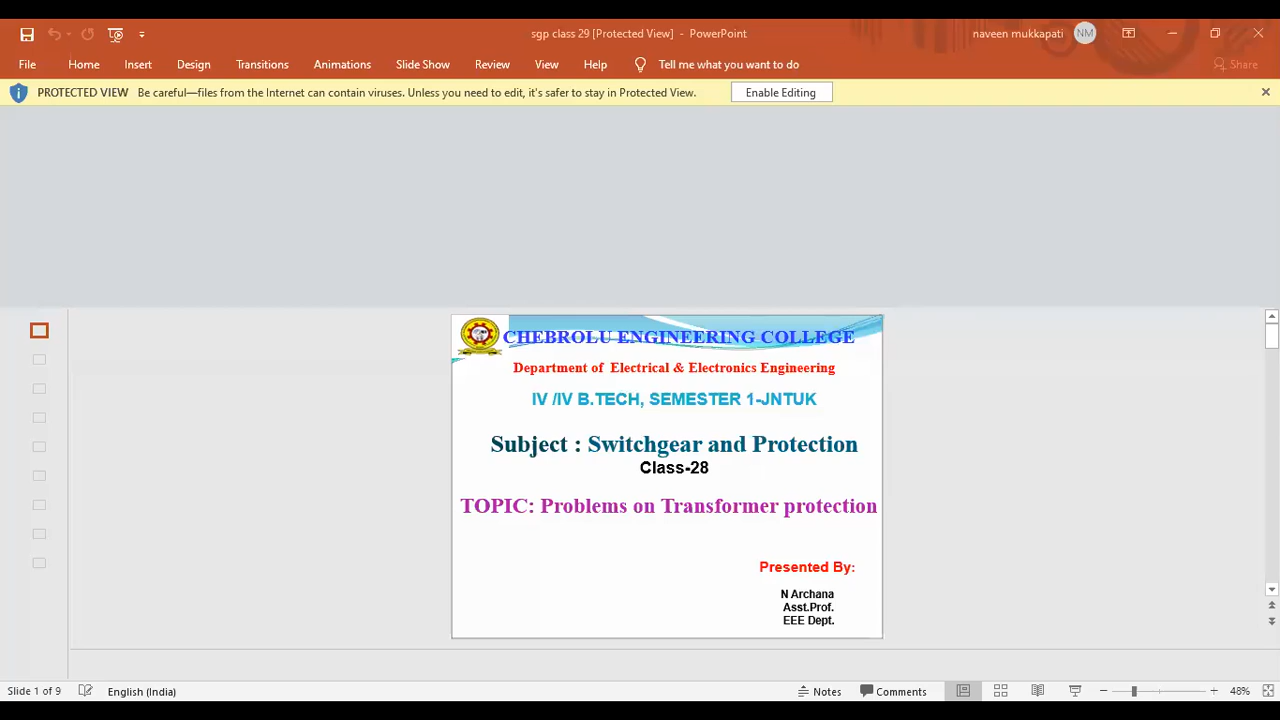 sgp class 29 [Protected View] - PowerPoint
naveen mukkapati
NM
File Home Insert Design Transitions Animations Slide Show Review View Help Tell me what you want to do Share
PROTECTED VIEW Be careful—files from the Internet can contain viruses. Unless you need to edit, it's safer to stay in Protected View. Enable Editing
CHEBROLU ENGINEERING COLLEGE
Department of Electrical & Electronics Engineering
IV /IV B.TECH, SEMESTER 1-JNTUK
Subject : Switchgear and Protection
Class-28
TOPIC: Problems on Transformer protection
Presented By:
N Archana
Asst.Prof.
EEE Dept.
Slide 1 of 9 English (India) Notes Comments 48%